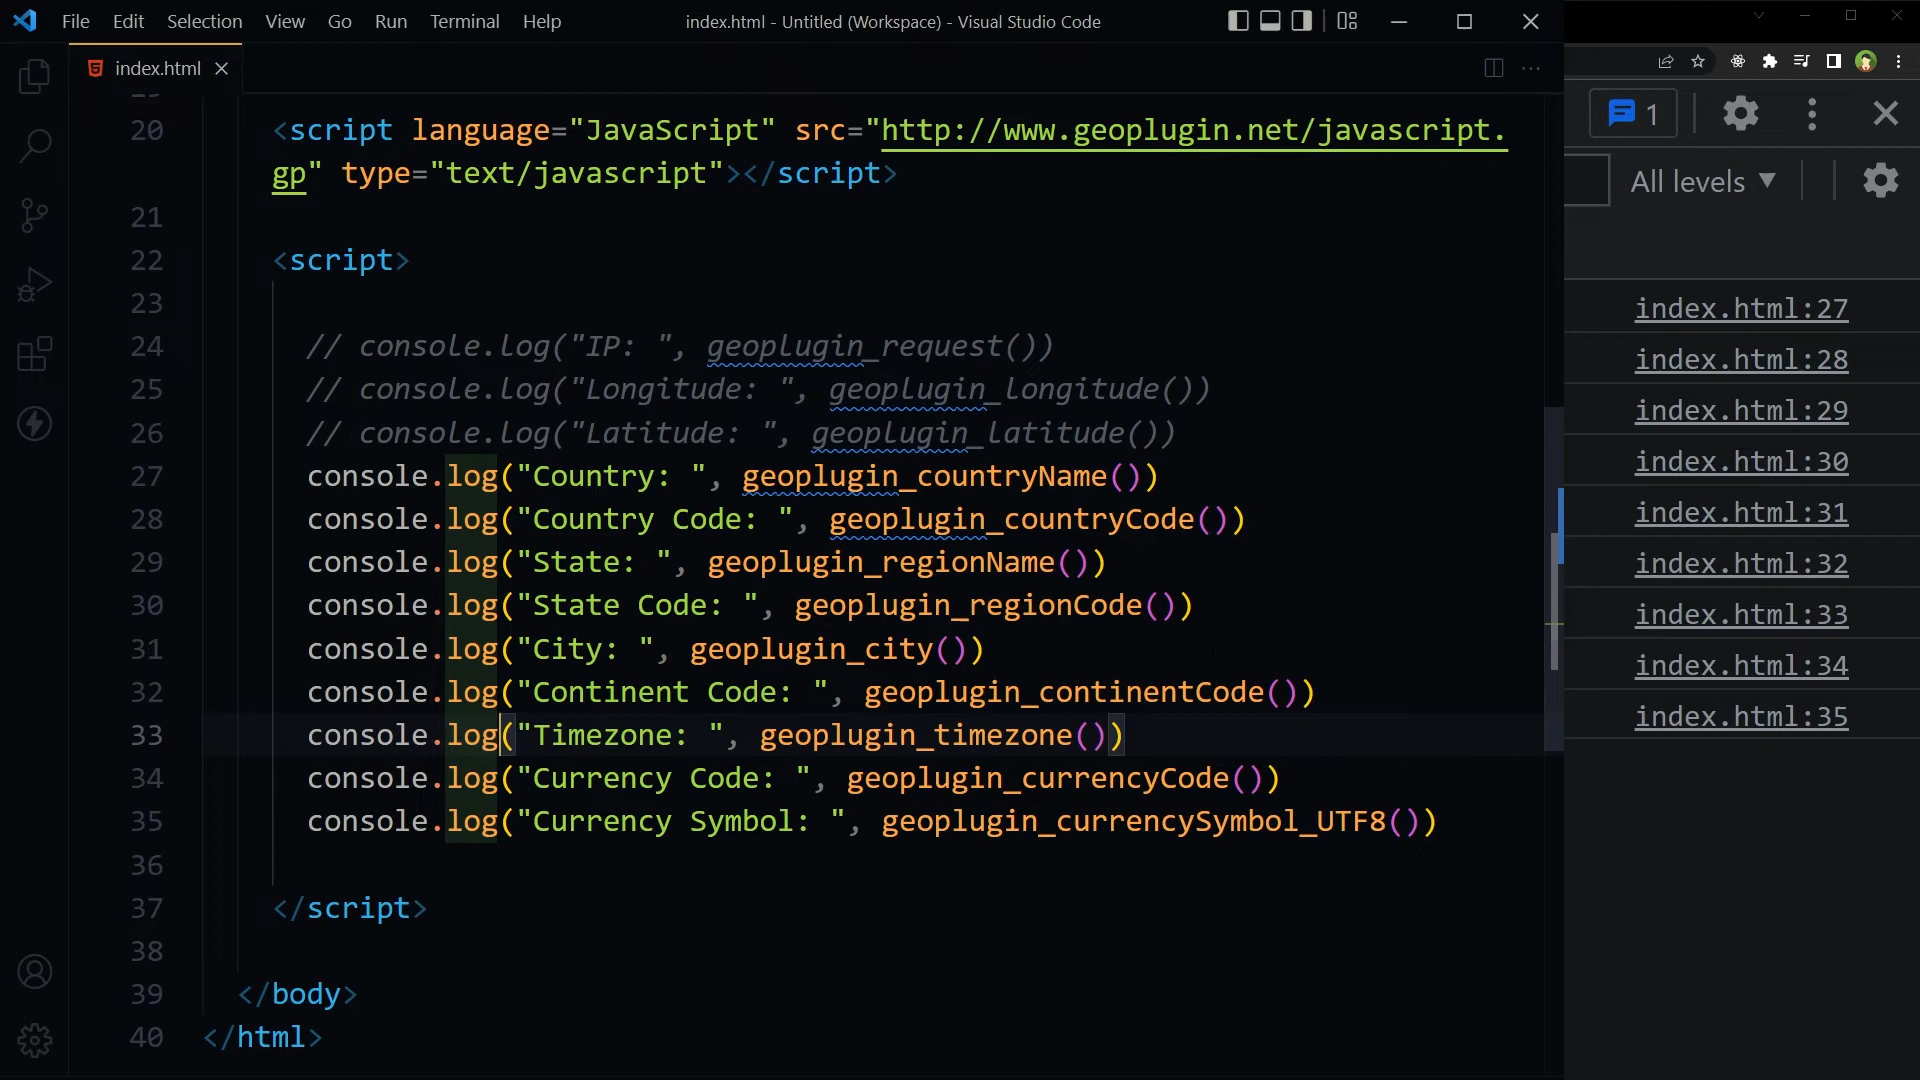 File Edit Selection View Go Run Terminal Help
index.html - Untitled (Workspace) - Visual Studio Code
index.html
20 <script language="JavaScript" src="http://www.geoplugin.net/javascript.
gp" type="text/javascript"></script>
21
22 <script>
23
24 // console.log("IP: ", geoplugin_request())
25 // console.log("Longitude: ", geoplugin_longitude())
26 // console.log("Latitude: ", geoplugin_latitude())
27 console.log("Country: ", geoplugin_countryName())
28 console.log("Country Code: ", geoplugin_countryCode())
29 console.log("State: ", geoplugin_regionName())
30 console.log("State Code: ", geoplugin_regionCode())
31 console.log("City: ", geoplugin_city())
32 console.log("Continent Code: ", geoplugin_continentCode())
33 console.log("Timezone: ", geoplugin_timezone())
34 console.log("Currency Code: ", geoplugin_currencyCode())
35 console.log("Currency Symbol: ", geoplugin_currencySymbol_UTF8())
36
37 </script>
38
39 </body>
40 </html>
1
All levels
index.html:27
index.html:28
index.html:29
index.html:30
index.html:31
index.html:32
index.html:33
index.html:34
index.html:35